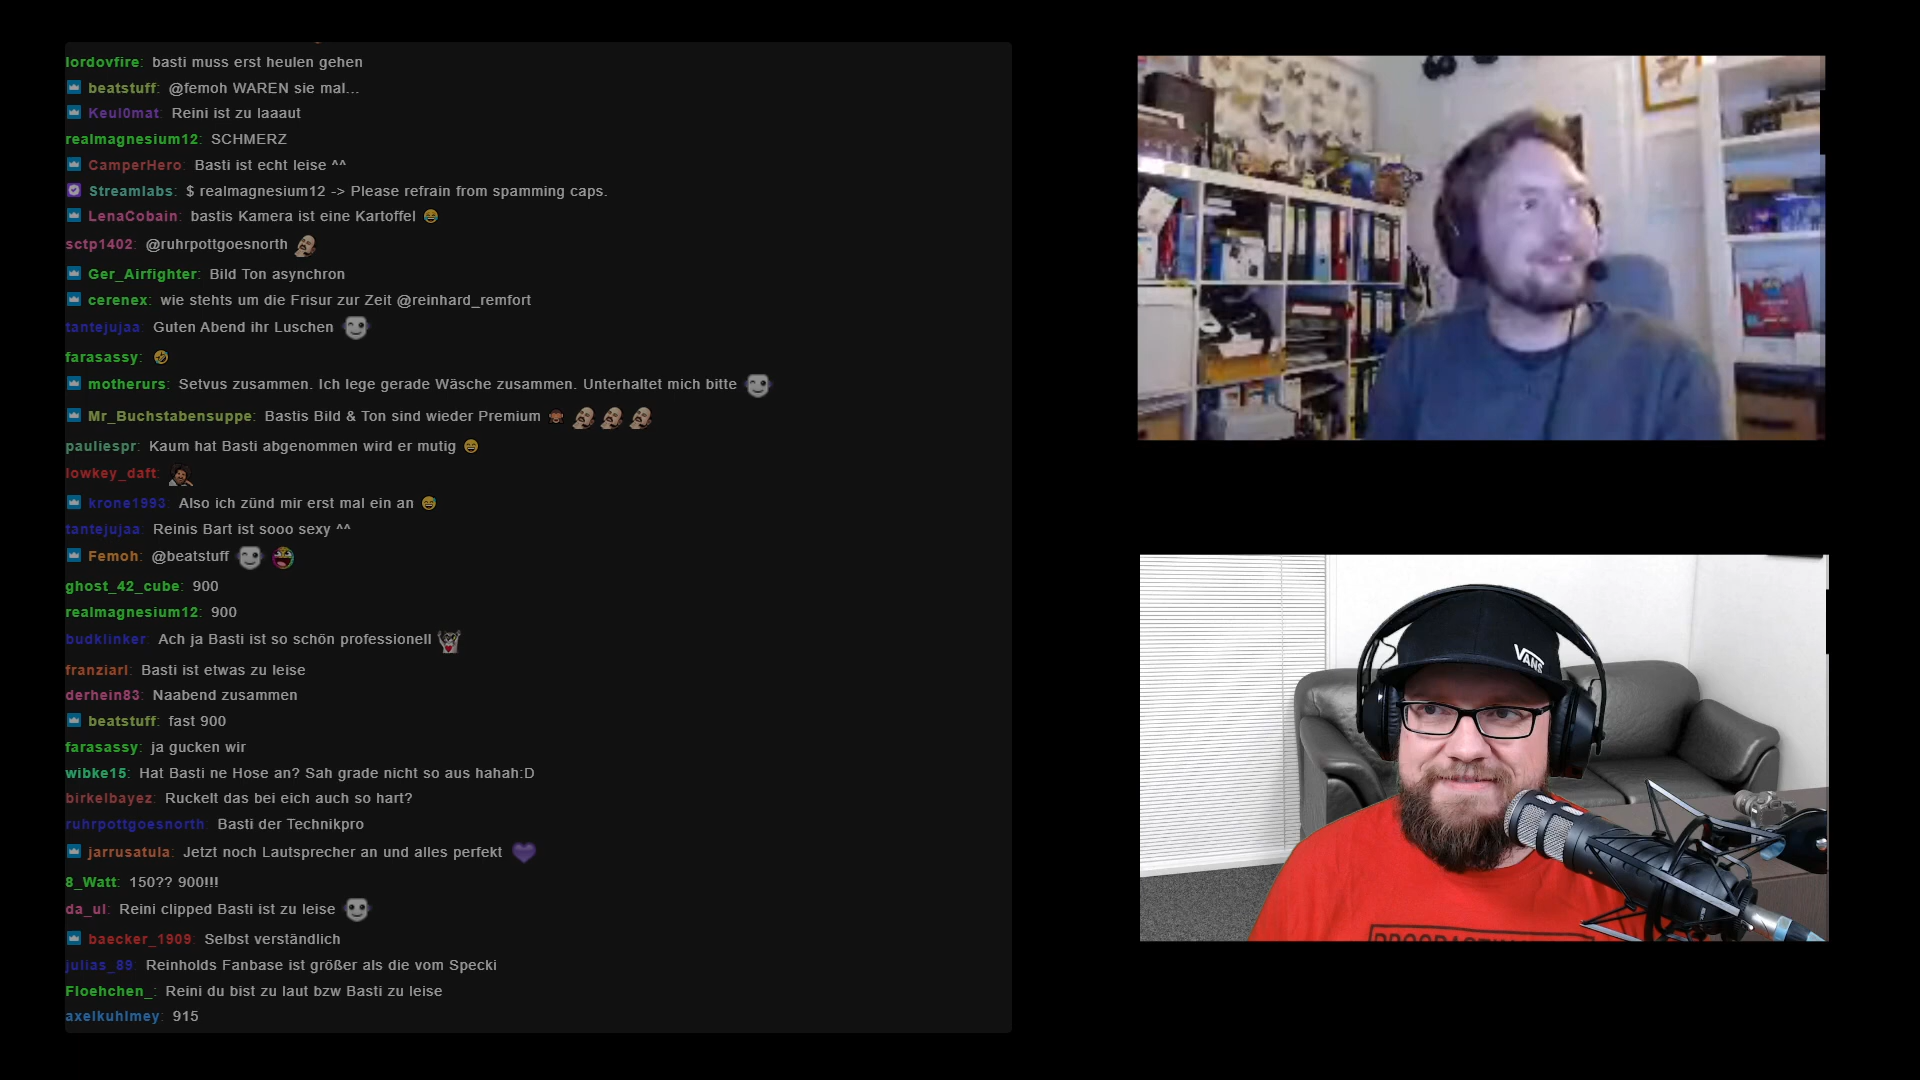 lordovfire: basti muss erst heulen gehen
beatstuff: @femoh WAREN sie mal...
Keul0mat: Reini ist zu laaaut
realmagnesium12: SCHMERZ
CamperHero: Basti ist echt leise ^^
Streamlabs: $ realmagnesium12 -> Please refrain from spamming caps.
LenaCobain: bastis Kamera ist eine Kartoffel 😂
sctp1402: @ruhrpottgoesnorth
Ger_Airfighter: Bild Ton asynchron
cerenex: wie stehts um die Frisur zur Zeit @reinhard_remfort
tantejujaa: Guten Abend ihr Luschen
farasassy: 🤣
motherurs: Setvus zusammen. Ich lege gerade Wäsche zusammen. Unterhaltet mich bitte
Mr_Buchstabensuppe: Bastis Bild & Ton sind wieder Premium 🙈
pauliespr: Kaum hat Basti abgenommen wird er mutig 😄
lowkey_daft:
krone1993: Also ich zünd mir erst mal ein an 😅
tantejujaa: Reinis Bart ist sooo sexy ^^
Femoh: @beatstuff
ghost_42_cube: 900
realmagnesium12: 900
budklinker: Ach ja Basti ist so schön professionell
franziarl: Basti ist etwas zu leise
derhein83: Naabend zusammen
beatstuff: fast 900
farasassy: ja gucken wir
wibke15: Hat Basti ne Hose an? Sah grade nicht so aus hahah:D
birkelbayez: Ruckelt das bei eich auch so hart?
ruhrpottgoesnorth: Basti der Technikpro
jarrusatula: Jetzt noch Lautsprecher an und alles perfekt
8_Watt: 150?? 900!!!
da_ul: Reini clipped Basti ist zu leise
baecker_1909: Selbst verständlich
julias_89: Reinholds Fanbase ist größer als die vom Specki
Floehchen_: Reini du bist zu laut bzw Basti zu leise
axelkuhlmey: 915
VANS